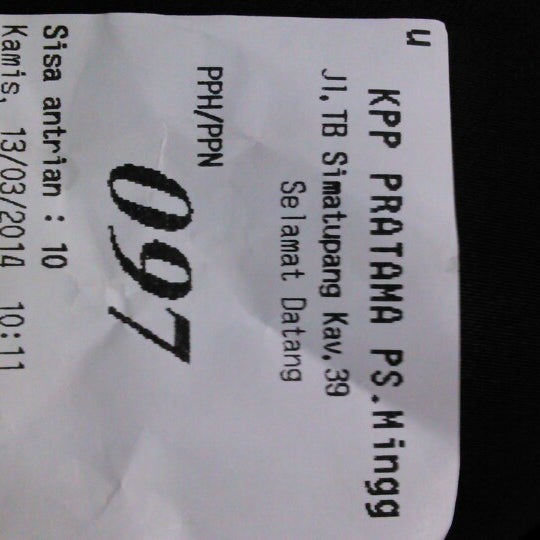 KPP PRATAMA PS.Mingg
u
Jl. TB Simatupang Kav.39
Selamat Datang
PPH/PPN
097
Sisa antrian : 10
Kamis, 13/03/2014 10:11